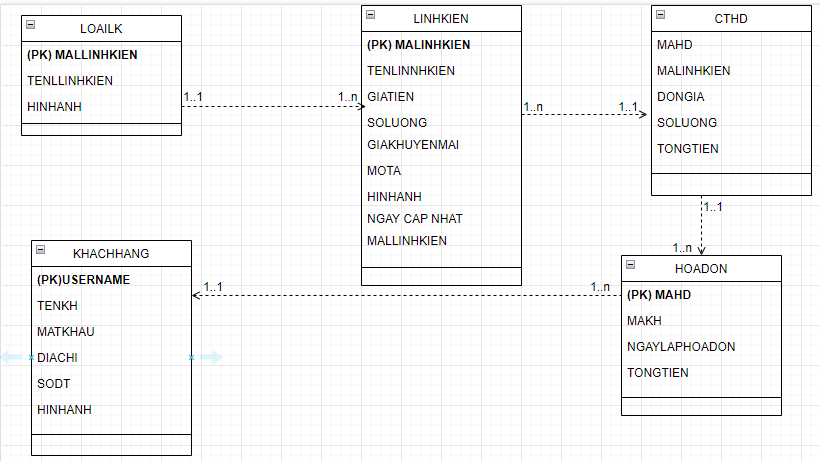 LOAILK
(PK) MALLINHKIEN
TENLLINHKIEN
HINHANH
1..1
1..n
LINHKIEN
(PK) MALINHKIEN
TENLINNHKIEN
GIATIEN
SOLUONG
GIAKHUYENMAI
MOTA
HINHANH
NGAY CAP NHAT
MALLINHKIEN
1..n
1..1
CTHD
MAHD
MALINHKIEN
DONGIA
SOLUONG
TONGTIEN
1..1
1..n
KHACHHANG
(PK)USERNAME
TENKH
MATKHAU
DIACHI
SODT
HINHANH
1..1
1..n
HOADON
(PK) MAHD
MAKH
NGAYLAPHOADON
TONGTIEN